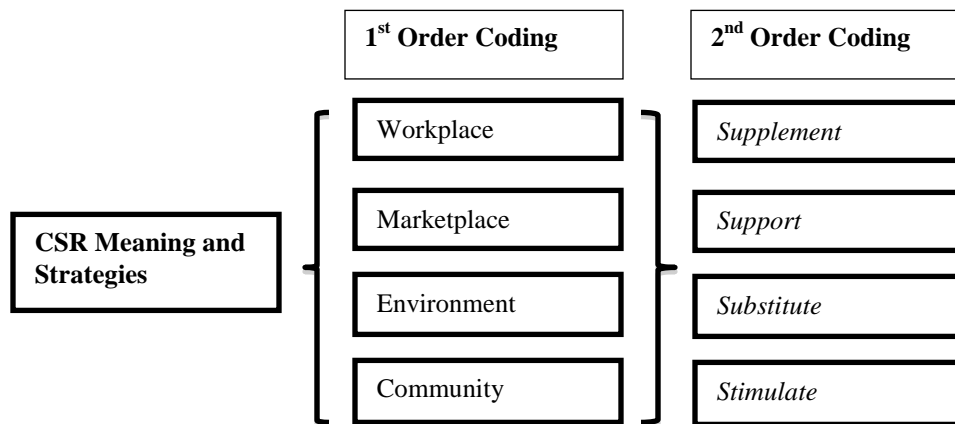 1st Order Coding
2nd Order Coding
Workplace
Supplement
Marketplace
Support
CSR Meaning and
Strategies
Environment
Substitute
Community
Stimulate